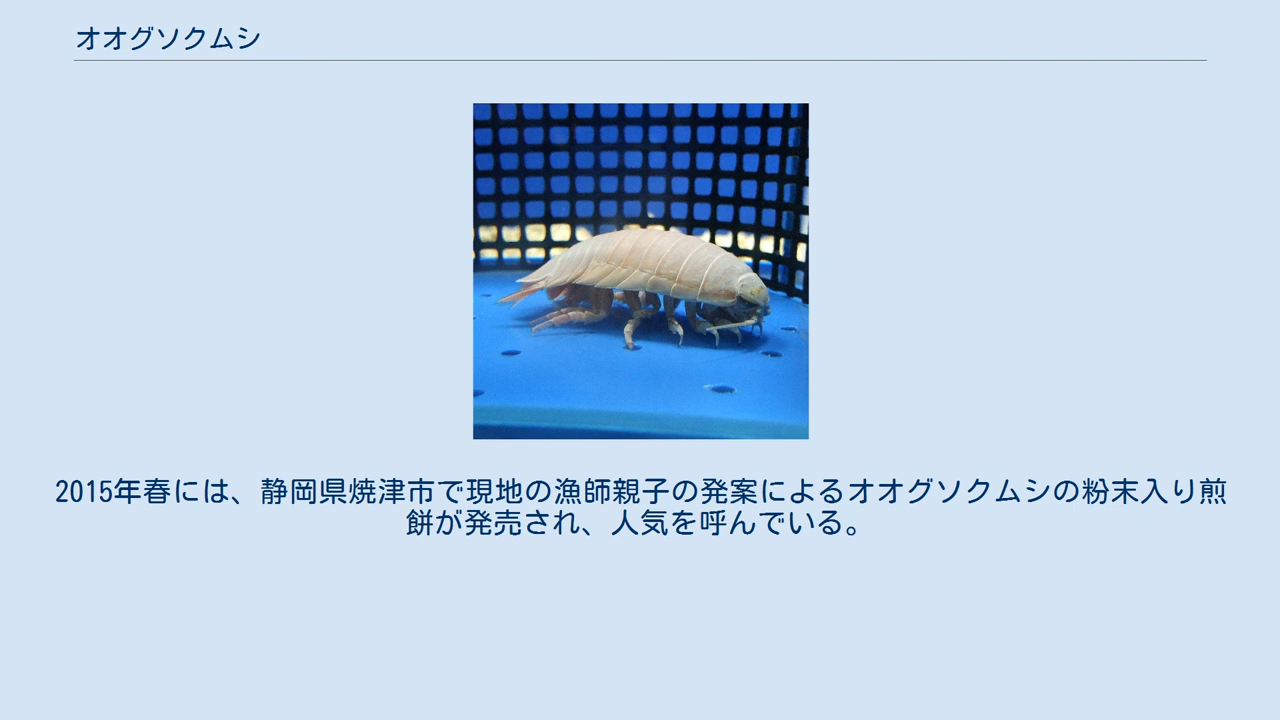 オオグソクムシ
2015年春には、静岡県焼津市で現地の漁師親子の発案によるオオグソクムシの粉末入り煎
餅が発売され、人気を呼んでいる。